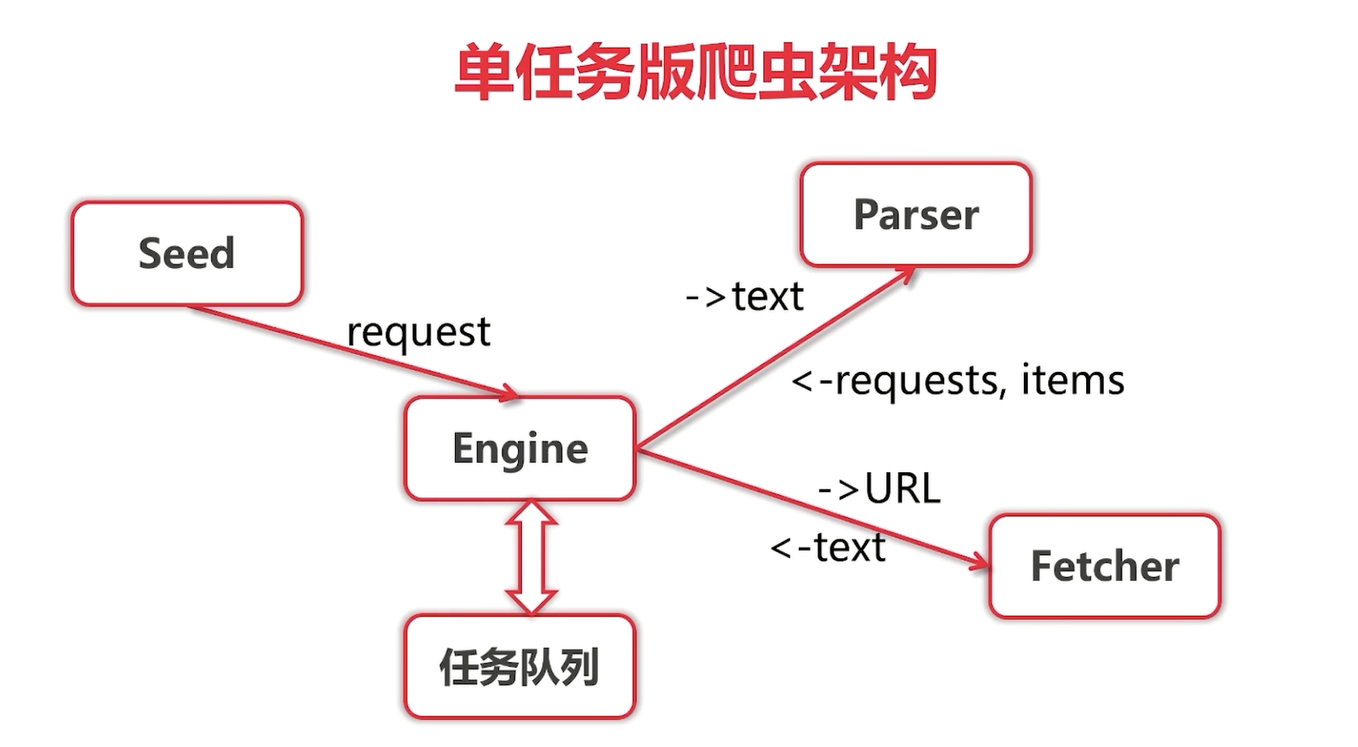 单任务版爬虫架构
Seed
request
Parser
->text
<-requests, items
Engine
->URL
<-text
Fetcher
任务队列